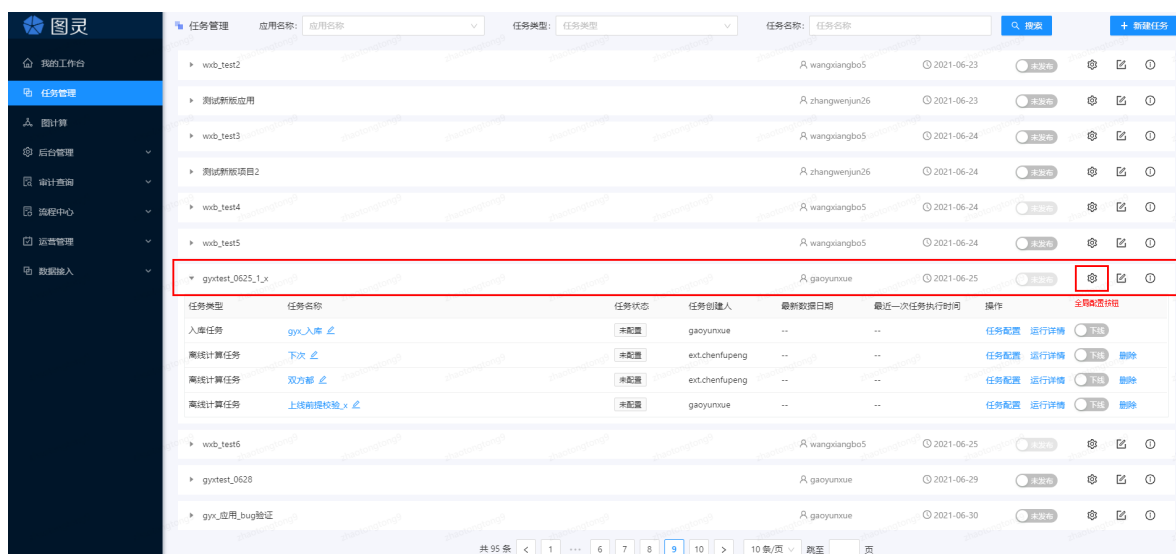 图灵
任务管理 应用名称: 应用名称 任务类型: 任务类型 任务名称: 任务名称 搜索 + 新建任务
我的工作台
任务管理
图计算
后台管理
审计查询
流程中心
运营管理
数据接入
wxb_test2 wangxiangbo5 2021-06-23 未发布
测试新版应用 zhangwenjun26 2021-06-23 未发布
wxb_test3 wangxiangbo5 2021-06-24 未发布
测试新版项目2 zhangwenjun26 2021-06-24 未发布
wxb_test4 wangxiangbo5 2021-06-24 未发布
wxb_test5 wangxiangbo5 2021-06-24 未发布
gyxtest_0625_1_x gaoyunxue 2021-06-25 未发布
任务类型 任务名称 任务状态 任务创建人 最新数据日期 最近一次任务执行时间 操作 全局配置按钮
入库任务 gyx_入库 未配置 gaoyunxue -- -- 任务配置 运行详情 下线
离线计算任务 下次 未配置 ext.chenfupeng -- -- 任务配置 运行详情 下线 删除
离线计算任务 双方都 未配置 ext.chenfupeng -- -- 任务配置 运行详情 下线 删除
离线计算任务 上线前提校验_x 未配置 gaoyunxue -- -- 任务配置 运行详情 下线 删除
wxb_test6 wangxiangbo5 2021-06-25 未发布
gyxtest_0628 gaoyunxue 2021-06-29 未发布
gyx_应用_bug验证 gaoyunxue 2021-06-30 未发布
共 95 条 < 1 ··· 6 7 8 9 10 > 10 条/页 跳至 页